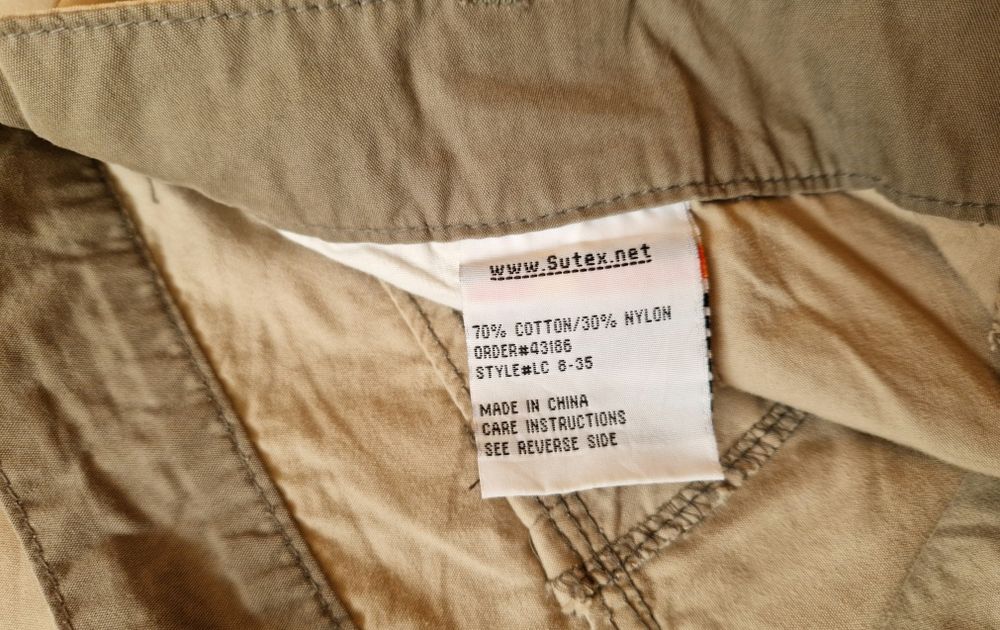 www.Sutex.net
70% COTTON/30% NYLON
ORDER#43186
STYLE#LC 8-35
MADE IN CHINA
CARE INSTRUCTIONS
SEE REVERSE SIDE